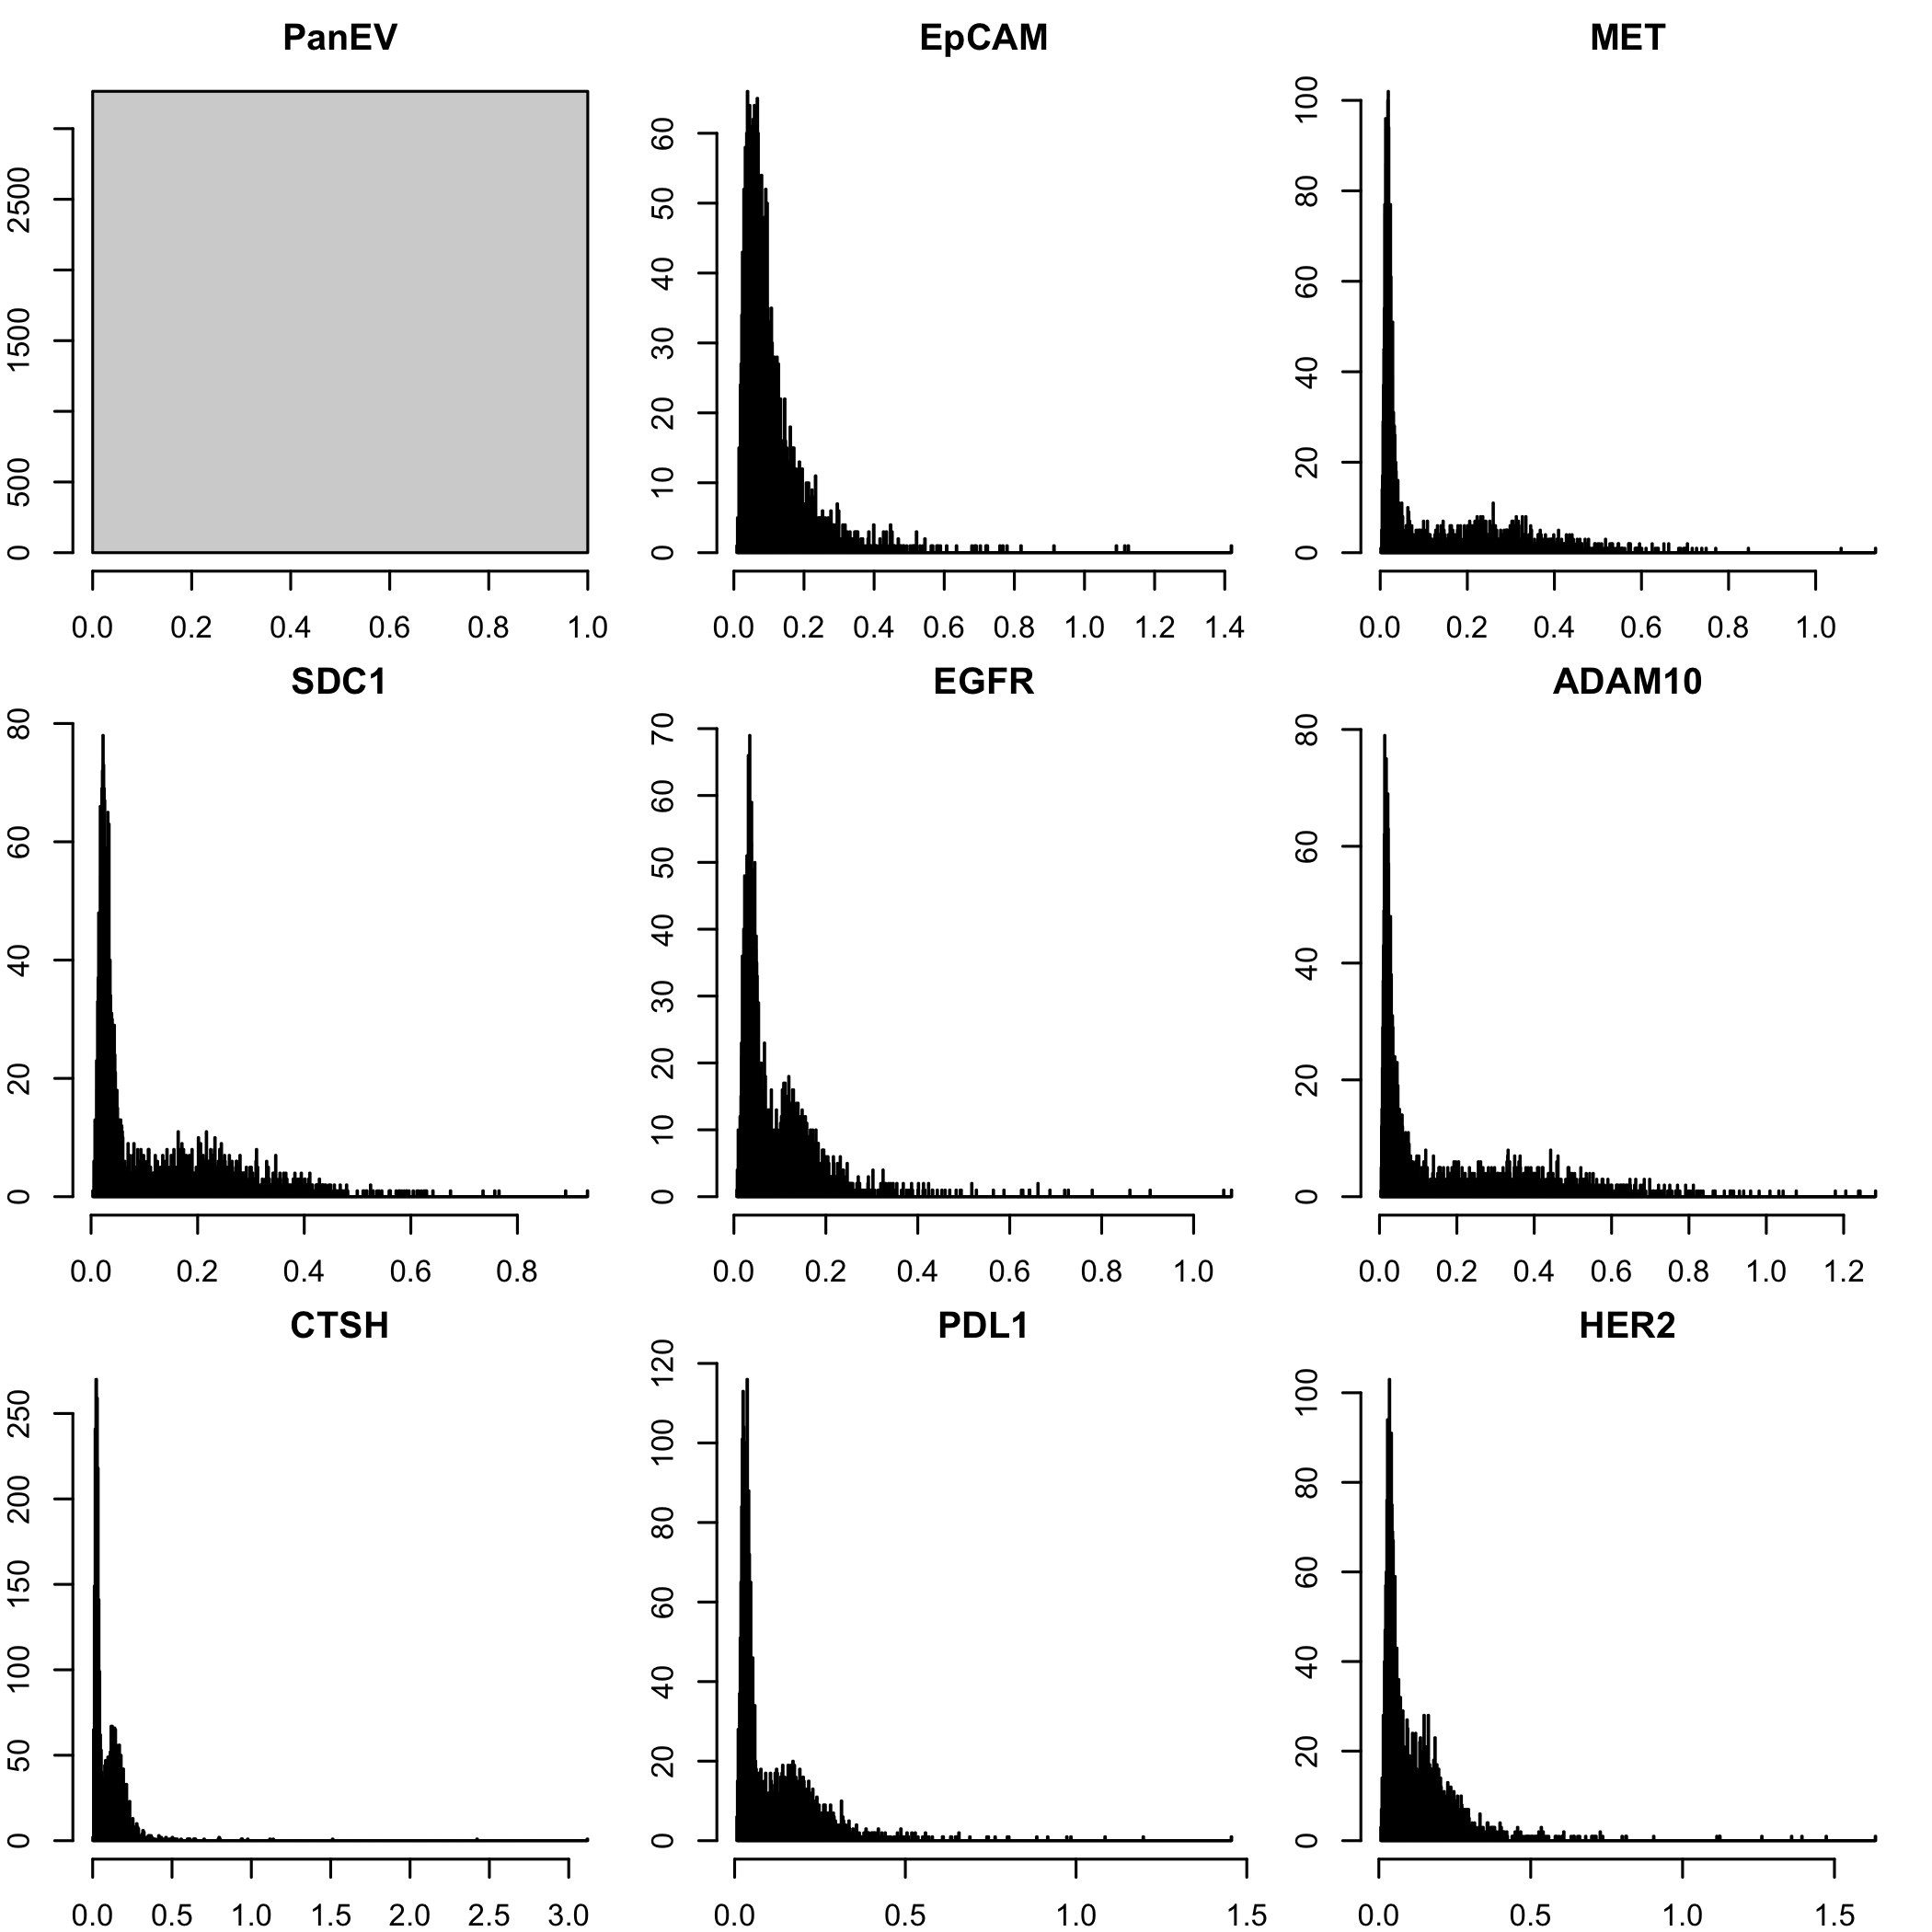 PanEV EpCAM MET
0 500 1500 2500
0.0 0.2 0.4 0.6 0.8 1.0
0 10 20 30 40 50 60
0.0 0.2 0.4 0.6 0.8 1.0 1.2 1.4
0 20 40 60 80 100
0.0 0.2 0.4 0.6 0.8 1.0
SDC1 EGFR ADAM10
0 20 40 60 80
0.0 0.2 0.4 0.6 0.8
0 10 20 30 40 50 60 70
0.0 0.2 0.4 0.6 0.8 1.0
0 20 40 60 80
0.0 0.2 0.4 0.6 0.8 1.0 1.2
CTSH PDL1 HER2
0 50 100 150 200 250
0.0 0.5 1.0 1.5 2.0 2.5 3.0
0 20 40 60 80 100 120
0.0 0.5 1.0 1.5
0 20 40 60 80 100
0.0 0.5 1.0 1.5